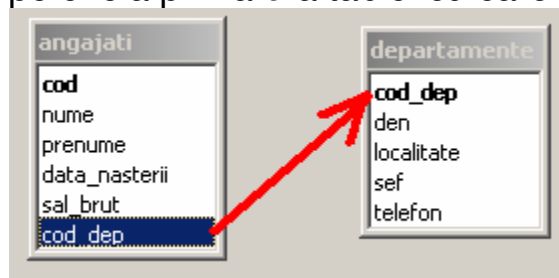 angajati
cod
nume
prenume
data_nasterii
sal_brut
cod_dep
departamente
cod_dep
den
localitate
sef
telefon